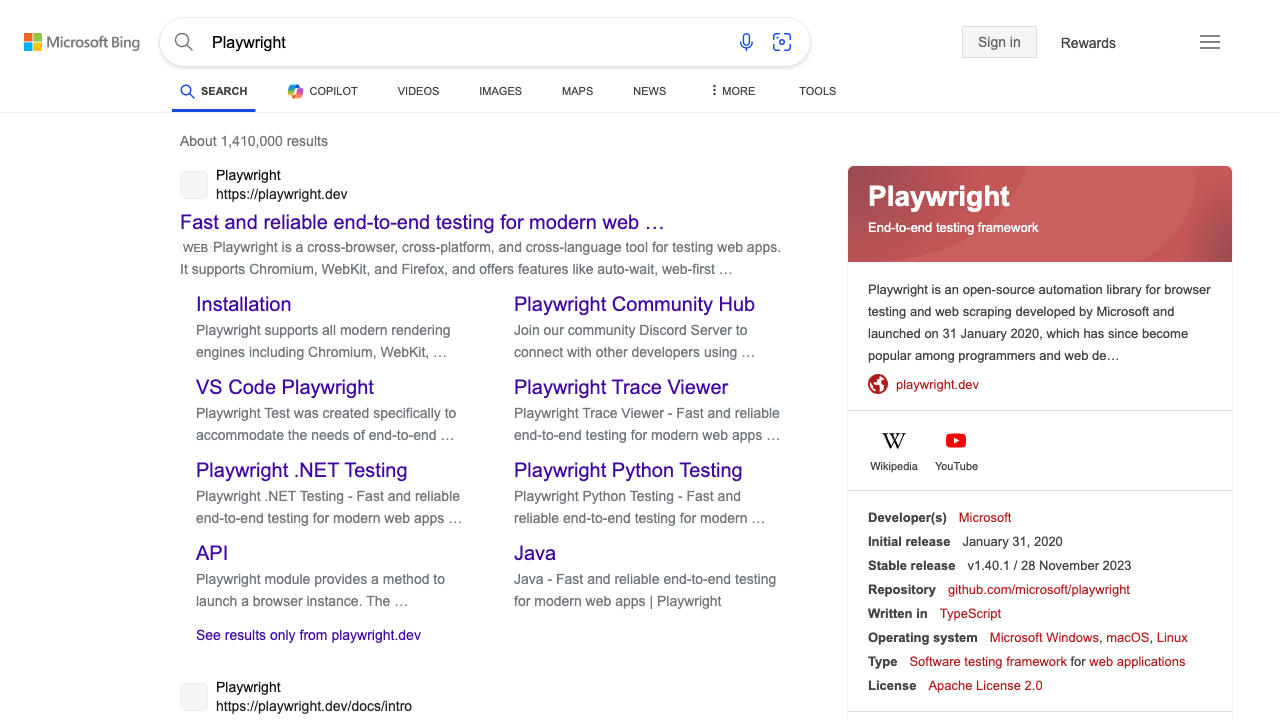 Microsoft Bing
Playwright
Sign in
Rewards
SEARCH
COPILOT
VIDEOS
IMAGES
MAPS
NEWS
MORE
TOOLS
About 1,410,000 results
Playwright
https://playwright.dev
Fast and reliable end-to-end testing for modern web …
WEB Playwright is a cross-browser, cross-platform, and cross-language tool for testing web apps.
It supports Chromium, WebKit, and Firefox, and offers features like auto-wait, web-first …
Installation
Playwright supports all modern rendering
engines including Chromium, WebKit, …
Playwright Community Hub
Join our community Discord Server to
connect with other developers using …
VS Code Playwright
Playwright Test was created specifically to
accommodate the needs of end-to-end …
Playwright Trace Viewer
Playwright Trace Viewer - Fast and reliable
end-to-end testing for modern web apps …
Playwright .NET Testing
Playwright .NET Testing - Fast and reliable
end-to-end testing for modern web apps …
Playwright Python Testing
Playwright Python Testing - Fast and
reliable end-to-end testing for modern …
API
Playwright module provides a method to
launch a browser instance. The …
Java
Java - Fast and reliable end-to-end testing
for modern web apps | Playwright
See results only from playwright.dev
Playwright
https://playwright.dev/docs/intro
Playwright
End-to-end testing framework
Playwright is an open-source automation library for browser
testing and web scraping developed by Microsoft and
launched on 31 January 2020, which has since become
popular among programmers and web de…
playwright.dev
W
Wikipedia
YouTube
Developer(s) Microsoft
Initial release January 31, 2020
Stable release v1.40.1 / 28 November 2023
Repository github.com/microsoft/playwright
Written in TypeScript
Operating system Microsoft Windows, macOS, Linux
Type Software testing framework for web applications
License Apache License 2.0